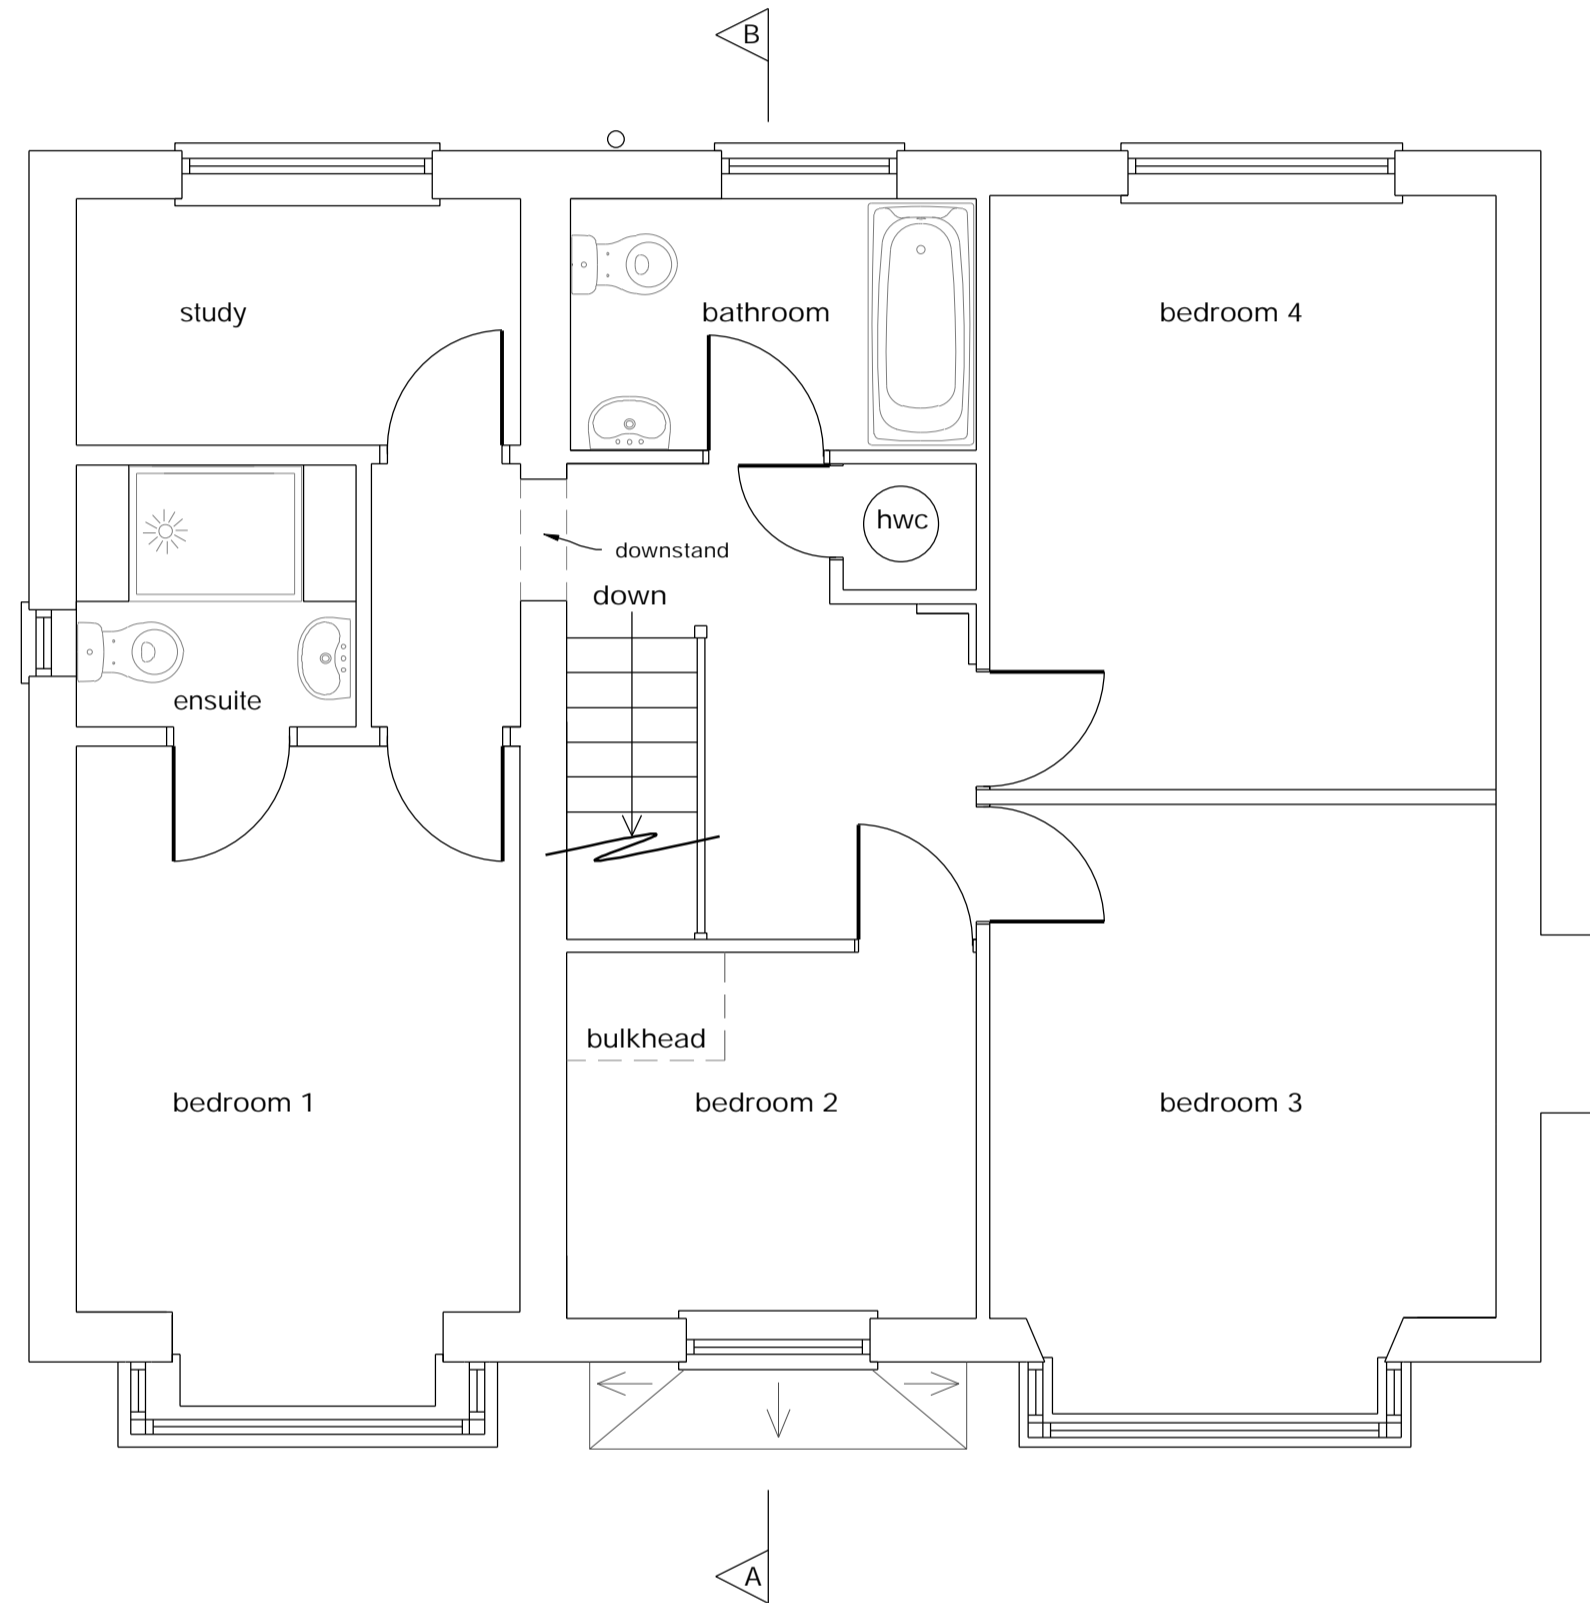 B
study
bathroom
bedroom 4
hwc
downstand
down
ensuite
bulkhead
bedroom 1
bedroom 2
bedroom 3
A